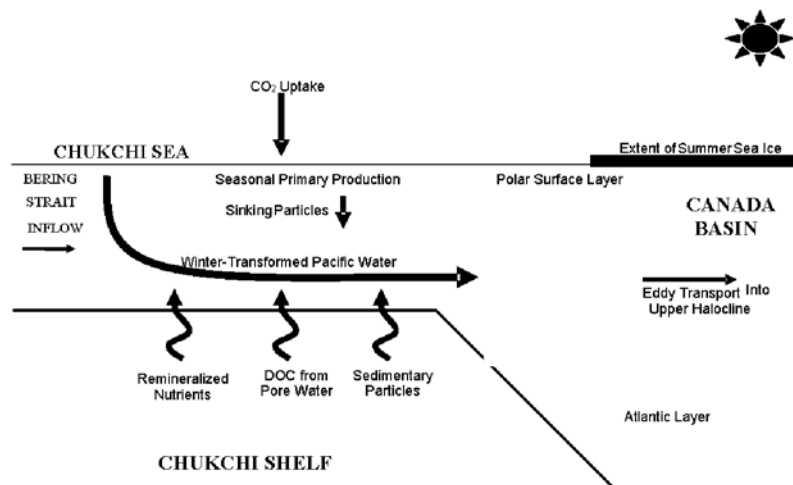 CO₂ Uptake
CHUKCHI SEA
Extent of Summer Sea Ice
BERING
STRAIT
INFLOW
Seasonal Primary Production
Polar Surface Layer
Sinking Particles
CANADA
BASIN
Winter-Transformed Pacific Water
Eddy Transport Into
Upper Halocline
Remineralized
Nutrients
DOC from
Pore Water
Sedimentary
Particles
Atlantic Layer
CHUKCHI SHELF